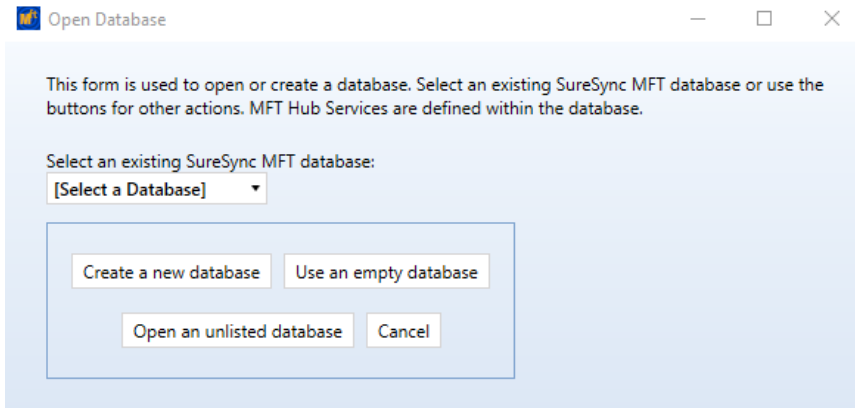 Mft Open Database
This form is used to open or create a database. Select an existing SureSync MFT database or use the
buttons for other actions. MFT Hub Services are defined within the database.
Select an existing SureSync MFT database:
[Select a Database]
Create a new database Use an empty database
Open an unlisted database Cancel